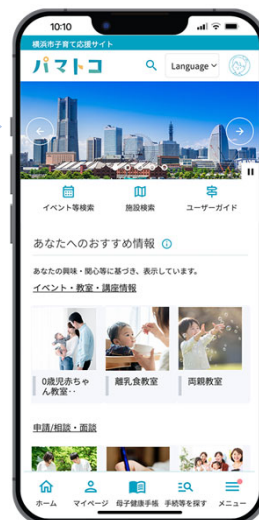 10:10
横浜市子育て応援サイト
パマトコ
Language
イベント等検索
施設検索
ユーザーガイド
あなたへのおすすめ情報
あなたの興味・関心等に基づき、表示しています。
イベント・教室・講座情報
0歳児赤ちゃ
ん教室‥
離乳食教室
両親教室
申請/相談・面談
ホーム
マイページ
母子健康手帳
手続等を探す
メニュー